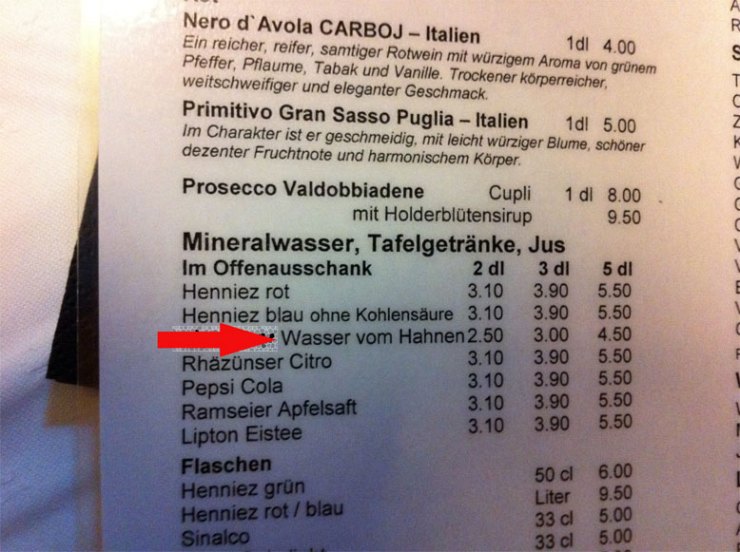 Nero d`Avola CARBOJ – Italien 1dl 4.00
Ein reicher, reifer, samtiger Rotwein mit würzigem Aroma von grünem
Pfeffer, Pflaume, Tabak und Vanille. Trockener körperreicher,
weitschweifiger und eleganter Geschmack.
Primitivo Gran Sasso Puglia – Italien 1dl 5.00
Im Charakter ist er geschmeidig, mit leicht würziger Blume, schöner
dezenter Fruchtnote und harmonischem Körper.
Prosecco Valdobbiadene Cupli 1 dl 8.00
mit Holderblütensirup 9.50
Mineralwasser, Tafelgetränke, Jus
Im Offenausschank 2 dl 3 dl 5 dl
Henniez rot 3.10 3.90 5.50
Henniez blau ohne Kohlensäure 3.10 3.90 5.50
Wasser vom Hahnen 2.50 3.00 4.50
Rhäzünser Citro 3.10 3.90 5.50
Pepsi Cola 3.10 3.90 5.50
Ramseier Apfelsaft 3.10 3.90 5.50
Lipton Eistee 3.10 3.90 5.50
Flaschen
Henniez grün 50 cl 6.00
Henniez rot / blau Liter 9.50
Sinalco 33 cl 5.00
33 cl 5.00